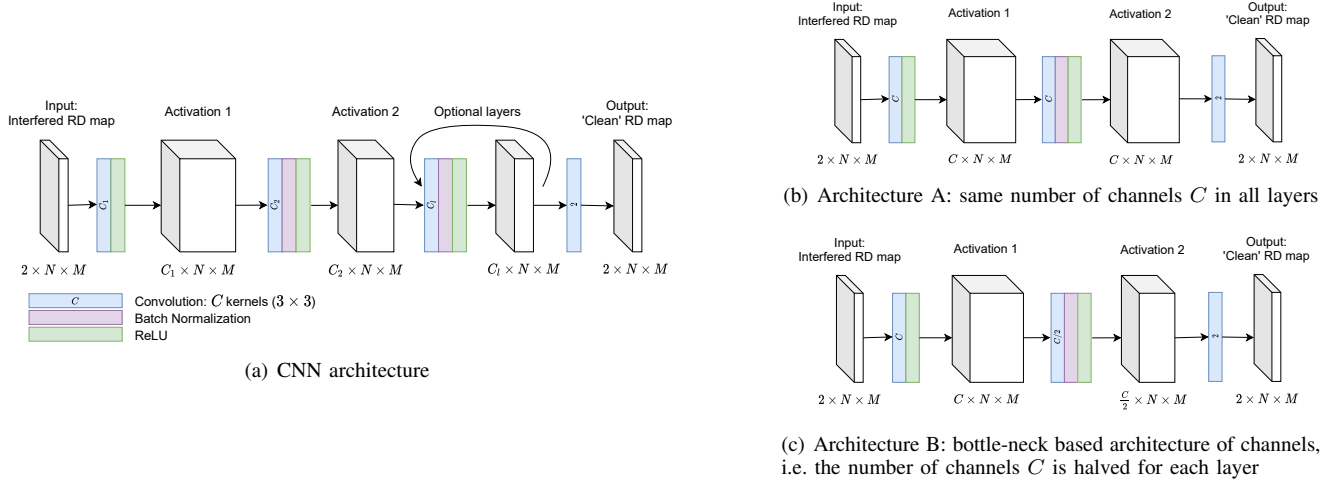 Input:
Interfered RD map
Activation 1
Activation 2
Optional layers
Output:
'Clean' RD map
C₁
C₂
Cₗ
2
2 × N × M
C₁ × N × M
C₂ × N × M
Cₗ × N × M
2 × N × M
C
Convolution: C kernels (3 × 3)
Batch Normalization
ReLU
(a) CNN architecture
Input:
Interfered RD map
Activation 1
Activation 2
Output:
'Clean' RD map
C
C
2
2 × N × M
C × N × M
C × N × M
2 × N × M
(b) Architecture A: same number of channels C in all layers
Input:
Interfered RD map
Activation 1
Activation 2
Output:
'Clean' RD map
C
C/2
2
2 × N × M
C × N × M
C/2 × N × M
2 × N × M
(c) Architecture B: bottle-neck based architecture of channels,
i.e. the number of channels C is halved for each layer